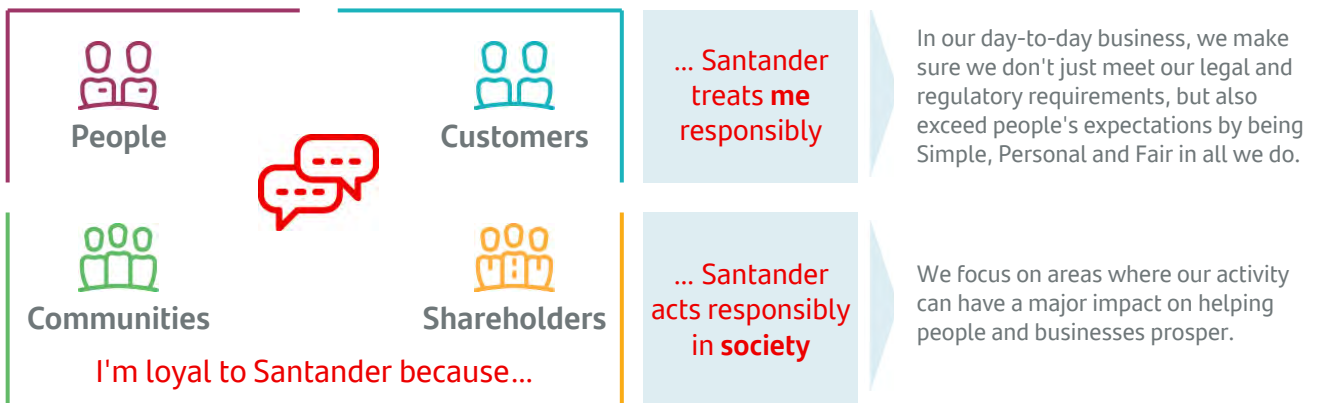 People
Customers
Communities
Shareholders
I'm loyal to Santander because...
... Santander
treats me
responsibly
In our day-to-day business, we make
sure we don't just meet our legal and
regulatory requirements, but also
exceed people's expectations by being
Simple, Personal and Fair in all we do.
... Santander
acts responsibly
in society
We focus on areas where our activity
can have a major impact on helping
people and businesses prosper.